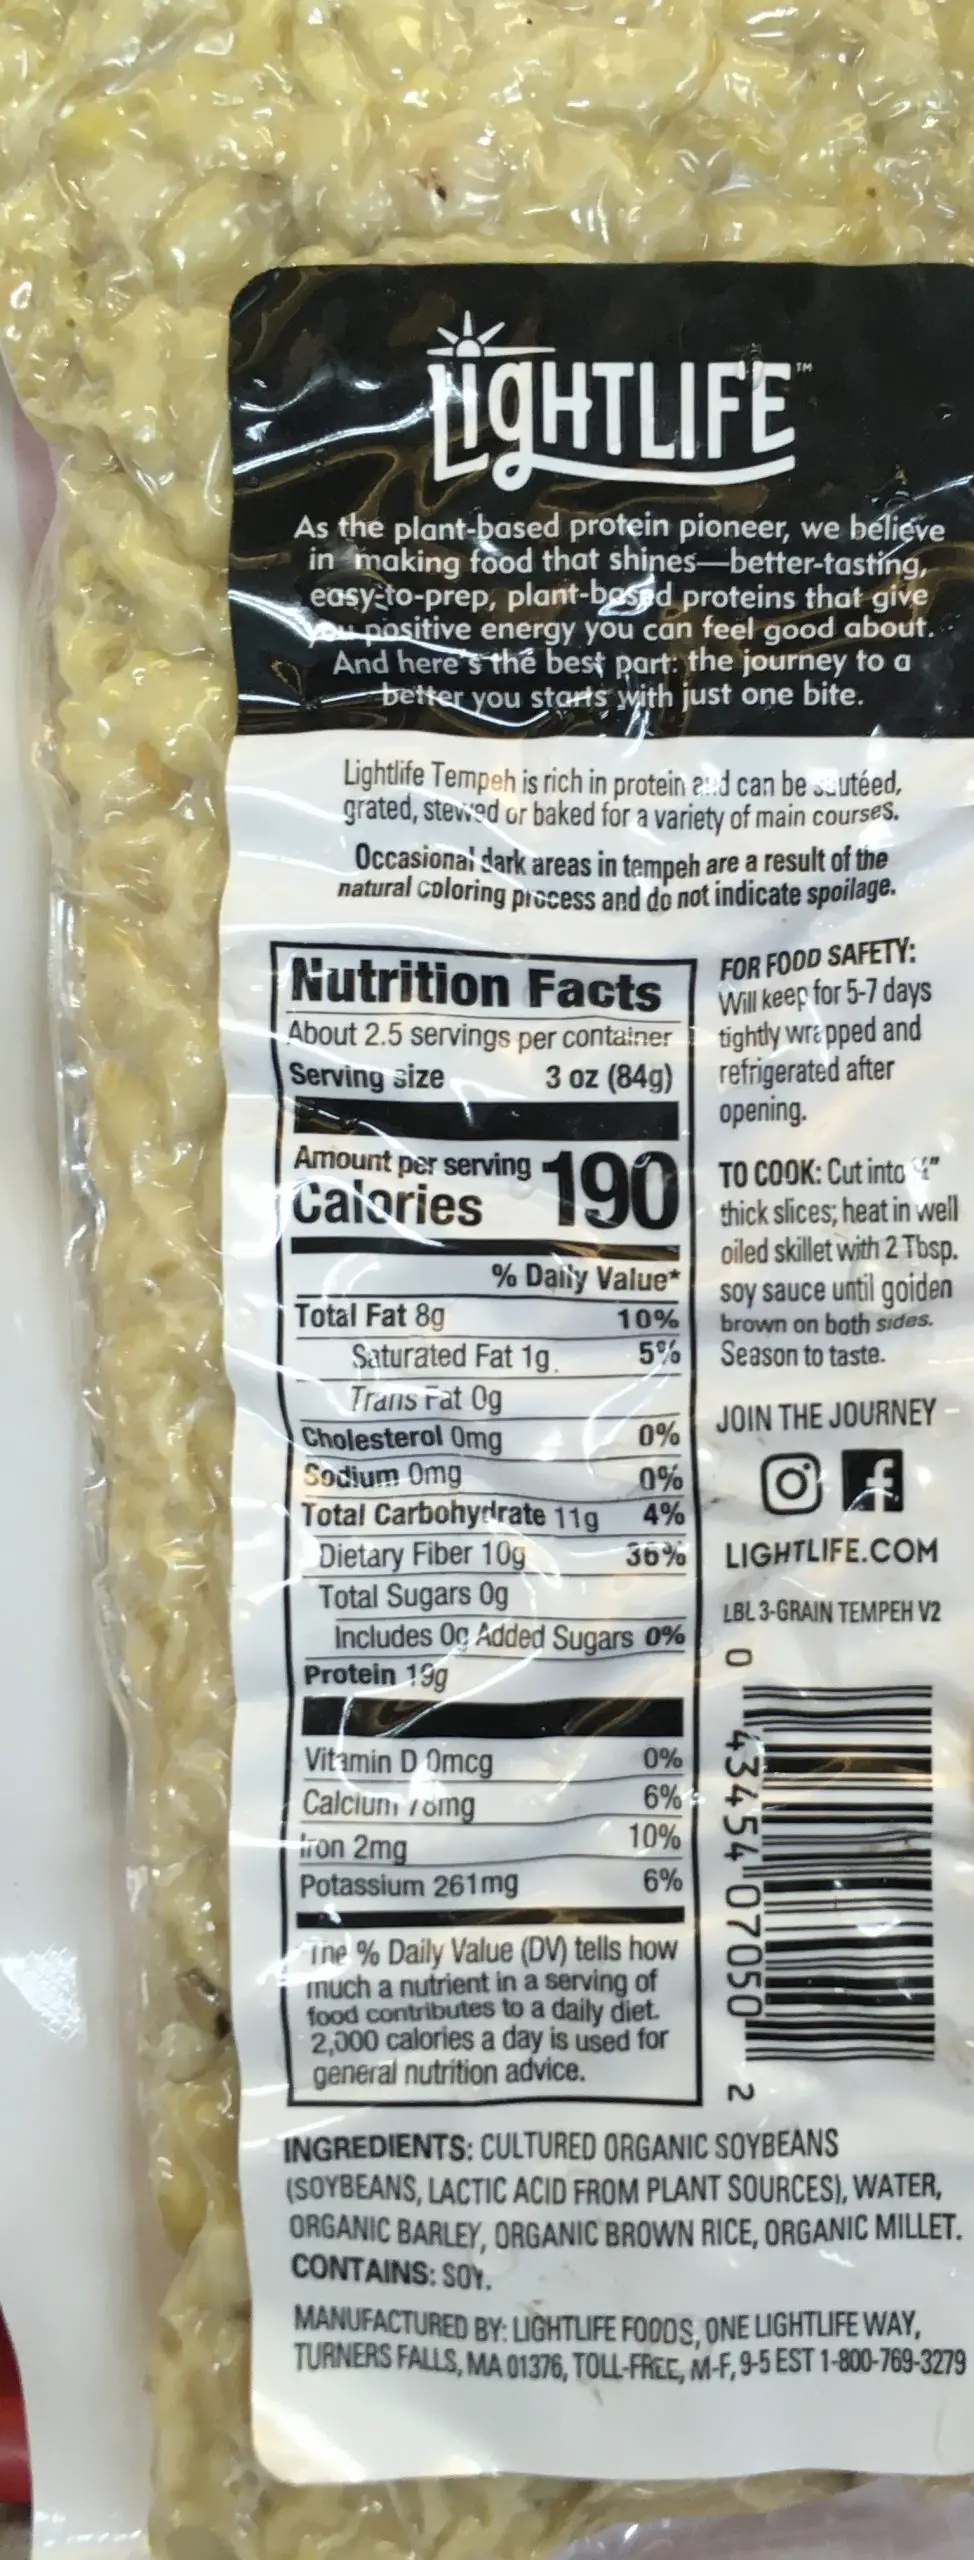 LIGHTLIFE™
As the plant-based protein pioneer, we believe
in making food that shines—better-tasting,
easy-to-prep, plant-based proteins that give
you positive energy you can feel good about.
And here's the best part: the journey to a
better you starts with just one bite.
Lightlife Tempeh is rich in protein and can be sautéed,
grated, stewed or baked for a variety of main courses.
Occasional dark areas in tempeh are a result of the
natural coloring process and do not indicate spoilage.
Nutrition Facts
About 2.5 servings per container
Serving size 3 oz (84g)
Amount per serving
Calories 190
% Daily Value*
Total Fat 8g 10%
Saturated Fat 1g 5%
Trans Fat 0g
Cholesterol 0mg 0%
Sodium 0mg 0%
Total Carbohydrate 11g 4%
Dietary Fiber 10g 36%
Total Sugars 0g
Includes 0g Added Sugars 0%
Protein 19g
Vitamin D 0mcg 0%
Calcium 78mg 6%
Iron 2mg 10%
Potassium 261mg 6%
The % Daily Value (DV) tells how
much a nutrient in a serving of
food contributes to a daily diet.
2,000 calories a day is used for
general nutrition advice.
FOR FOOD SAFETY:
Will keep for 5-7 days
tightly wrapped and
refrigerated after
opening.
TO COOK: Cut into
thick slices; heat in well
oiled skillet with 2 Tbsp.
soy sauce until golden
brown on both sides.
Season to taste.
JOIN THE JOURNEY
LIGHTLIFE.COM
LBL 3-GRAIN TEMPEH V2
0 43454 07050 2
INGREDIENTS: CULTURED ORGANIC SOYBEANS
(SOYBEANS, LACTIC ACID FROM PLANT SOURCES), WATER,
ORGANIC BARLEY, ORGANIC BROWN RICE, ORGANIC MILLET.
CONTAINS: SOY.
MANUFACTURED BY: LIGHTLIFE FOODS, ONE LIGHTLIFE WAY,
TURNERS FALLS, MA 01376, TOLL-FREE, M-F, 9-5 EST 1-800-769-3279